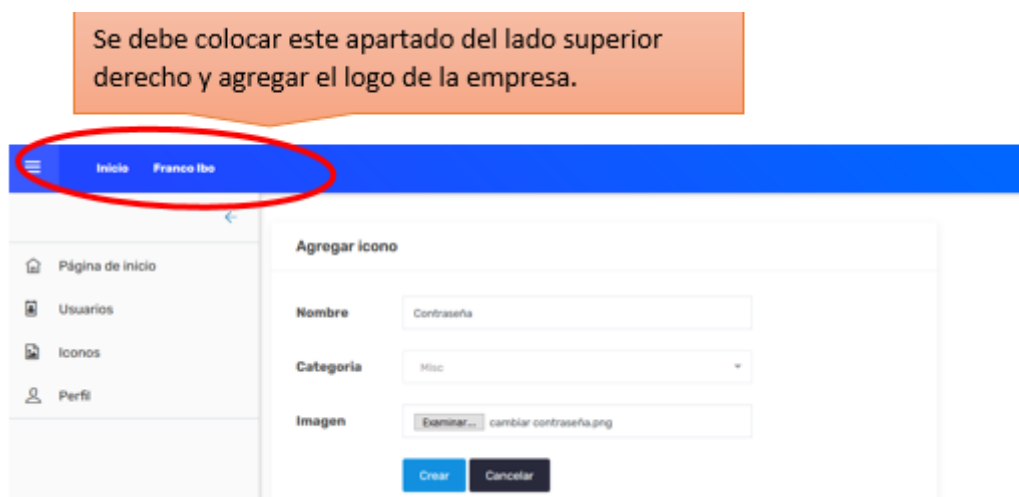 Se debe colocar este apartado del lado superior
derecho y agregar el logo de la empresa.
Inicio Franco Ibo
Página de inicio
Usuarios
Iconos
Perfil
Agregar icono
Nombre Contraseña
Categoria Misc
Imagen Examinar... cambiar contraseña.png
Crear Cancelar